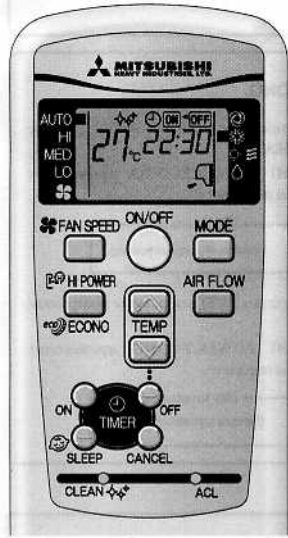 MITSUBISHI
HEAVY INDUSTRIES, LTD.
AUTO
HI
MED
LO
ON OFF
27°C 22:30
FAN SPEED
ON/OFF
MODE
HI POWER
AIR FLOW
ECONO
TEMP
ON
OFF
TIMER
SLEEP
CANCEL
CLEAN
ACL